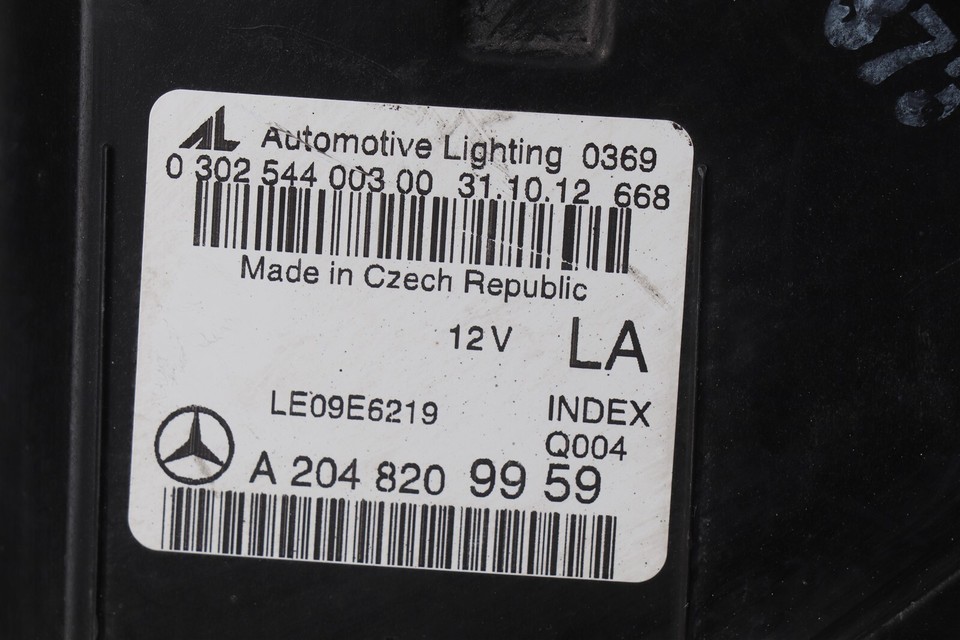 AL Automotive Lighting 0369
0 302 544 003.00 31.10.12 668
Made in Czech Republic
12V LA
LE09E6219 INDEX
Q004
A 204 820 99 59